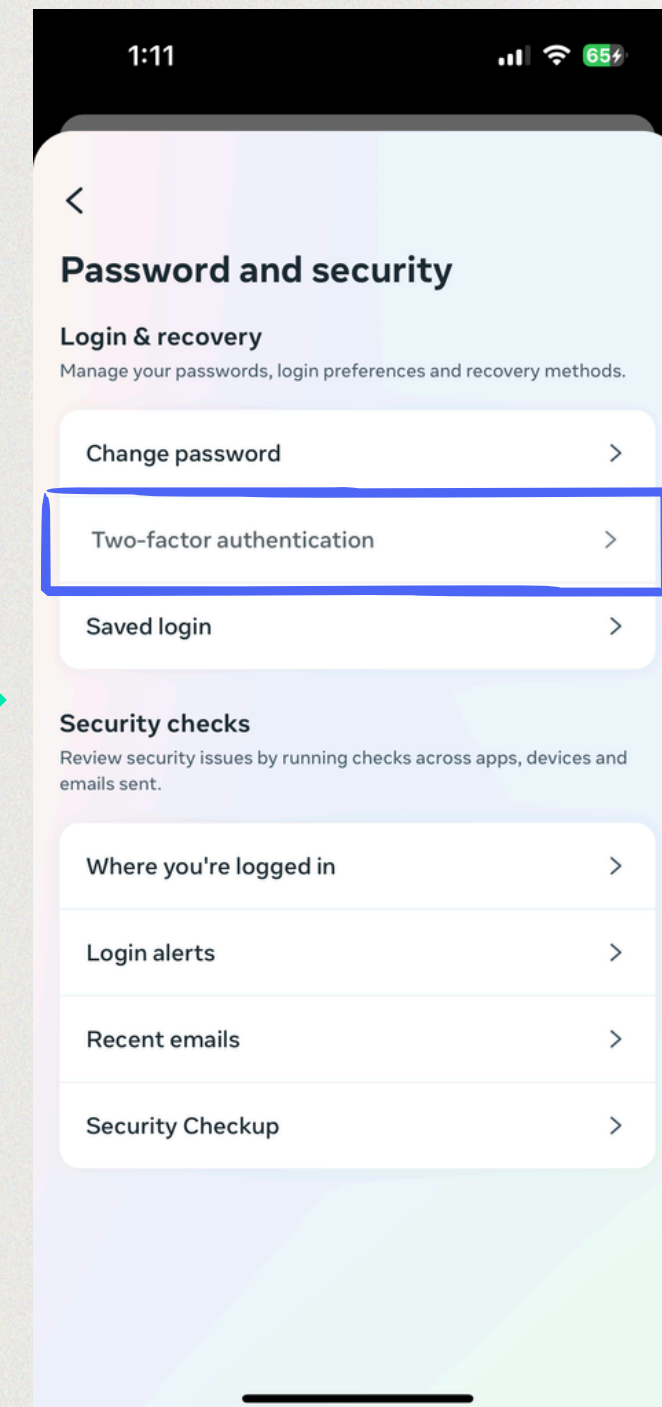 1:11
65
Password and security
Login & recovery
Manage your passwords, login preferences and recovery methods.
Change password
Two-factor authentication
Saved login
Security checks
Review security issues by running checks across apps, devices and
emails sent.
Where you're logged in
Login alerts
Recent emails
Security Checkup